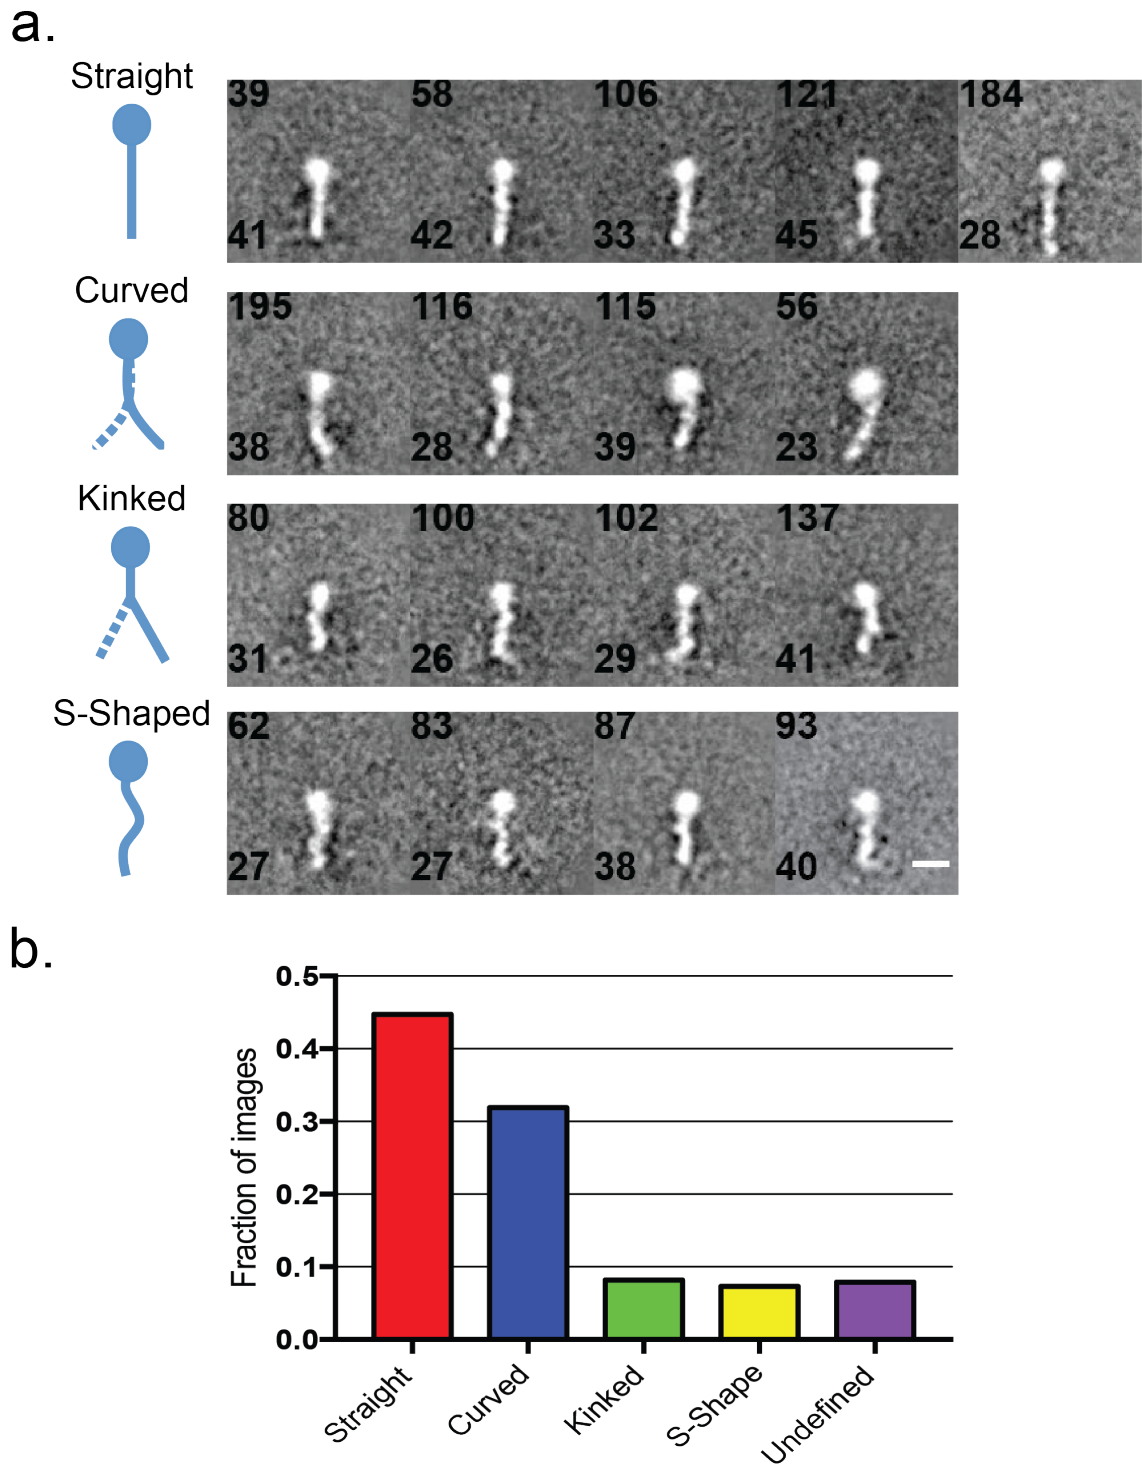 a.
Straight
39 58 106 121 184
41 42 33 45 28
Curved
195 116 115 56
38 28 39 23
Kinked
80 100 102 137
31 26 29 41
S-Shaped
62 83 87 93
27 27 38 40
b.
Fraction of images
0.5
0.4
0.3
0.2
0.1
0.0
Straight
Curved
Kinked
S-Shape
Undefined